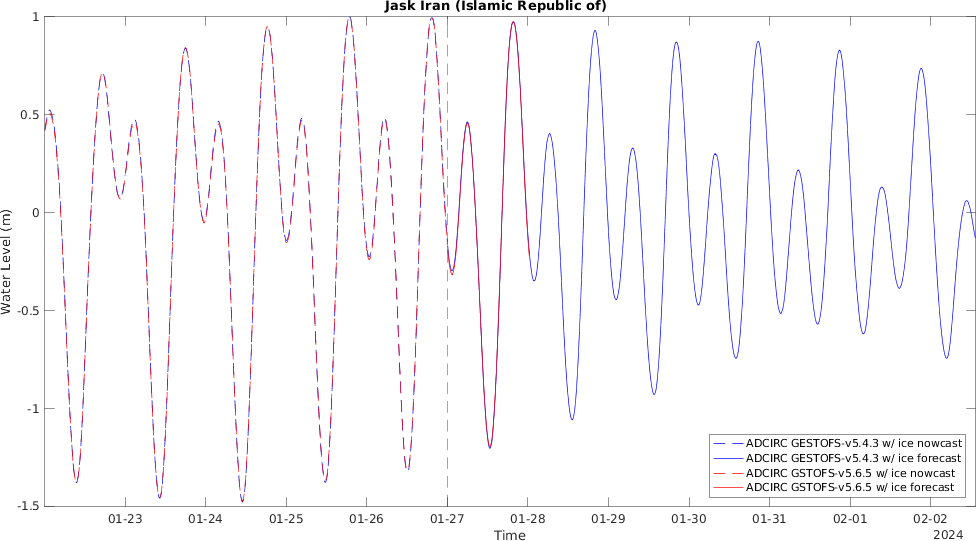 Jask Iran (Islamic Republic of)
1
0.5
0
-0.5
-1
-1.5
Water Level (m)
ADCIRC GESTOFS-v5.4.3 w/ ice nowcast
ADCIRC GESTOFS-v5.4.3 w/ ice forecast
ADCIRC GSTOFS-v5.6.5 w/ ice nowcast
ADCIRC GSTOFS-v5.6.5 w/ ice forecast
01-23 01-24 01-25 01-26 01-27 01-28 01-29 01-30 01-31 02-01 02-02
Time
2024